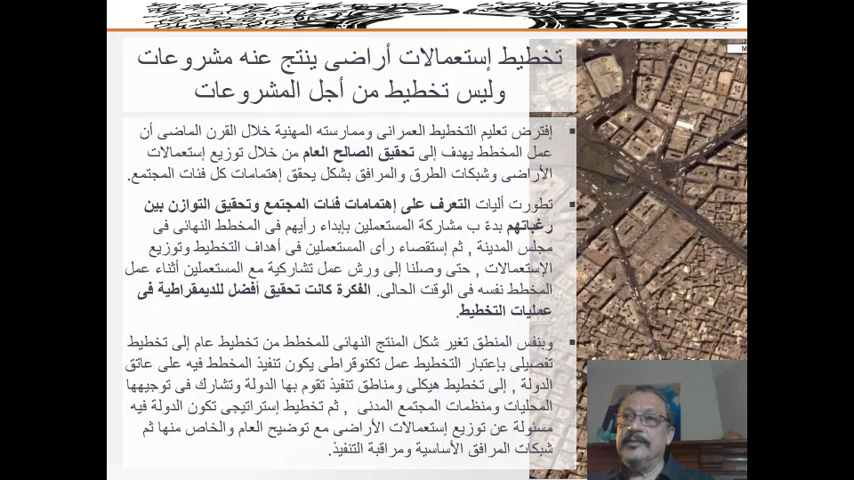 تخطيط إستعمالات أراضى ينتج عنه مشروعات
وليس تخطيط من أجل المشروعات
إفترض تعليم التخطيط العمرانى وممارسته المهنية خلال القرن الماضى أن
عمل المخطط يهدف إلى تحقيق الصالح العام من خلال توزيع إستعمالات
الأراضى وشبكات الطرق والمرافق بشكل يحقق إهتمامات كل فئات المجتمع.
تطورت أليات التعرف على إهتمامات فئات المجتمع وتحقيق التوازن بين
رغباتهم بدءً ب مشاركة المستعملين بإبداء رأيهم فى المخطط النهائى فى
مجلس المدينة , ثم إستقصاء رأى المستعملين فى أهداف التخطيط وتوزيع
الإستعمالات , حتى وصلنا إلى ورش عمل تشاركية مع المستعملين أثناء عمل
المخطط نفسه فى الوقت الحالى. الفكرة كانت تحقيق أفضل للديمقراطية فى
عمليات التخطيط.
وبنفس المنطق تغير شكل المنتج النهائى للمخطط من تخطيط عام إلى تخطيط
تفصيلى بإعتبار التخطيط عمل تكنوقراطى يكون تنفيذ المخطط فيه على عاتق
الدولة , إلى تخطيط هيكلى ومناطق تنفيذ تقوم بها الدولة وتشارك فى توجيهها
المحليات ومنظمات المجتمع المدنى , ثم تخطيط إستراتيجى تكون الدولة فيه
مسئولة عن توزيع إستعمالات الأراضى مع توضيح العام والخاص منها ثم
شبكات المرافق الأساسية ومراقبة التنفيذ.